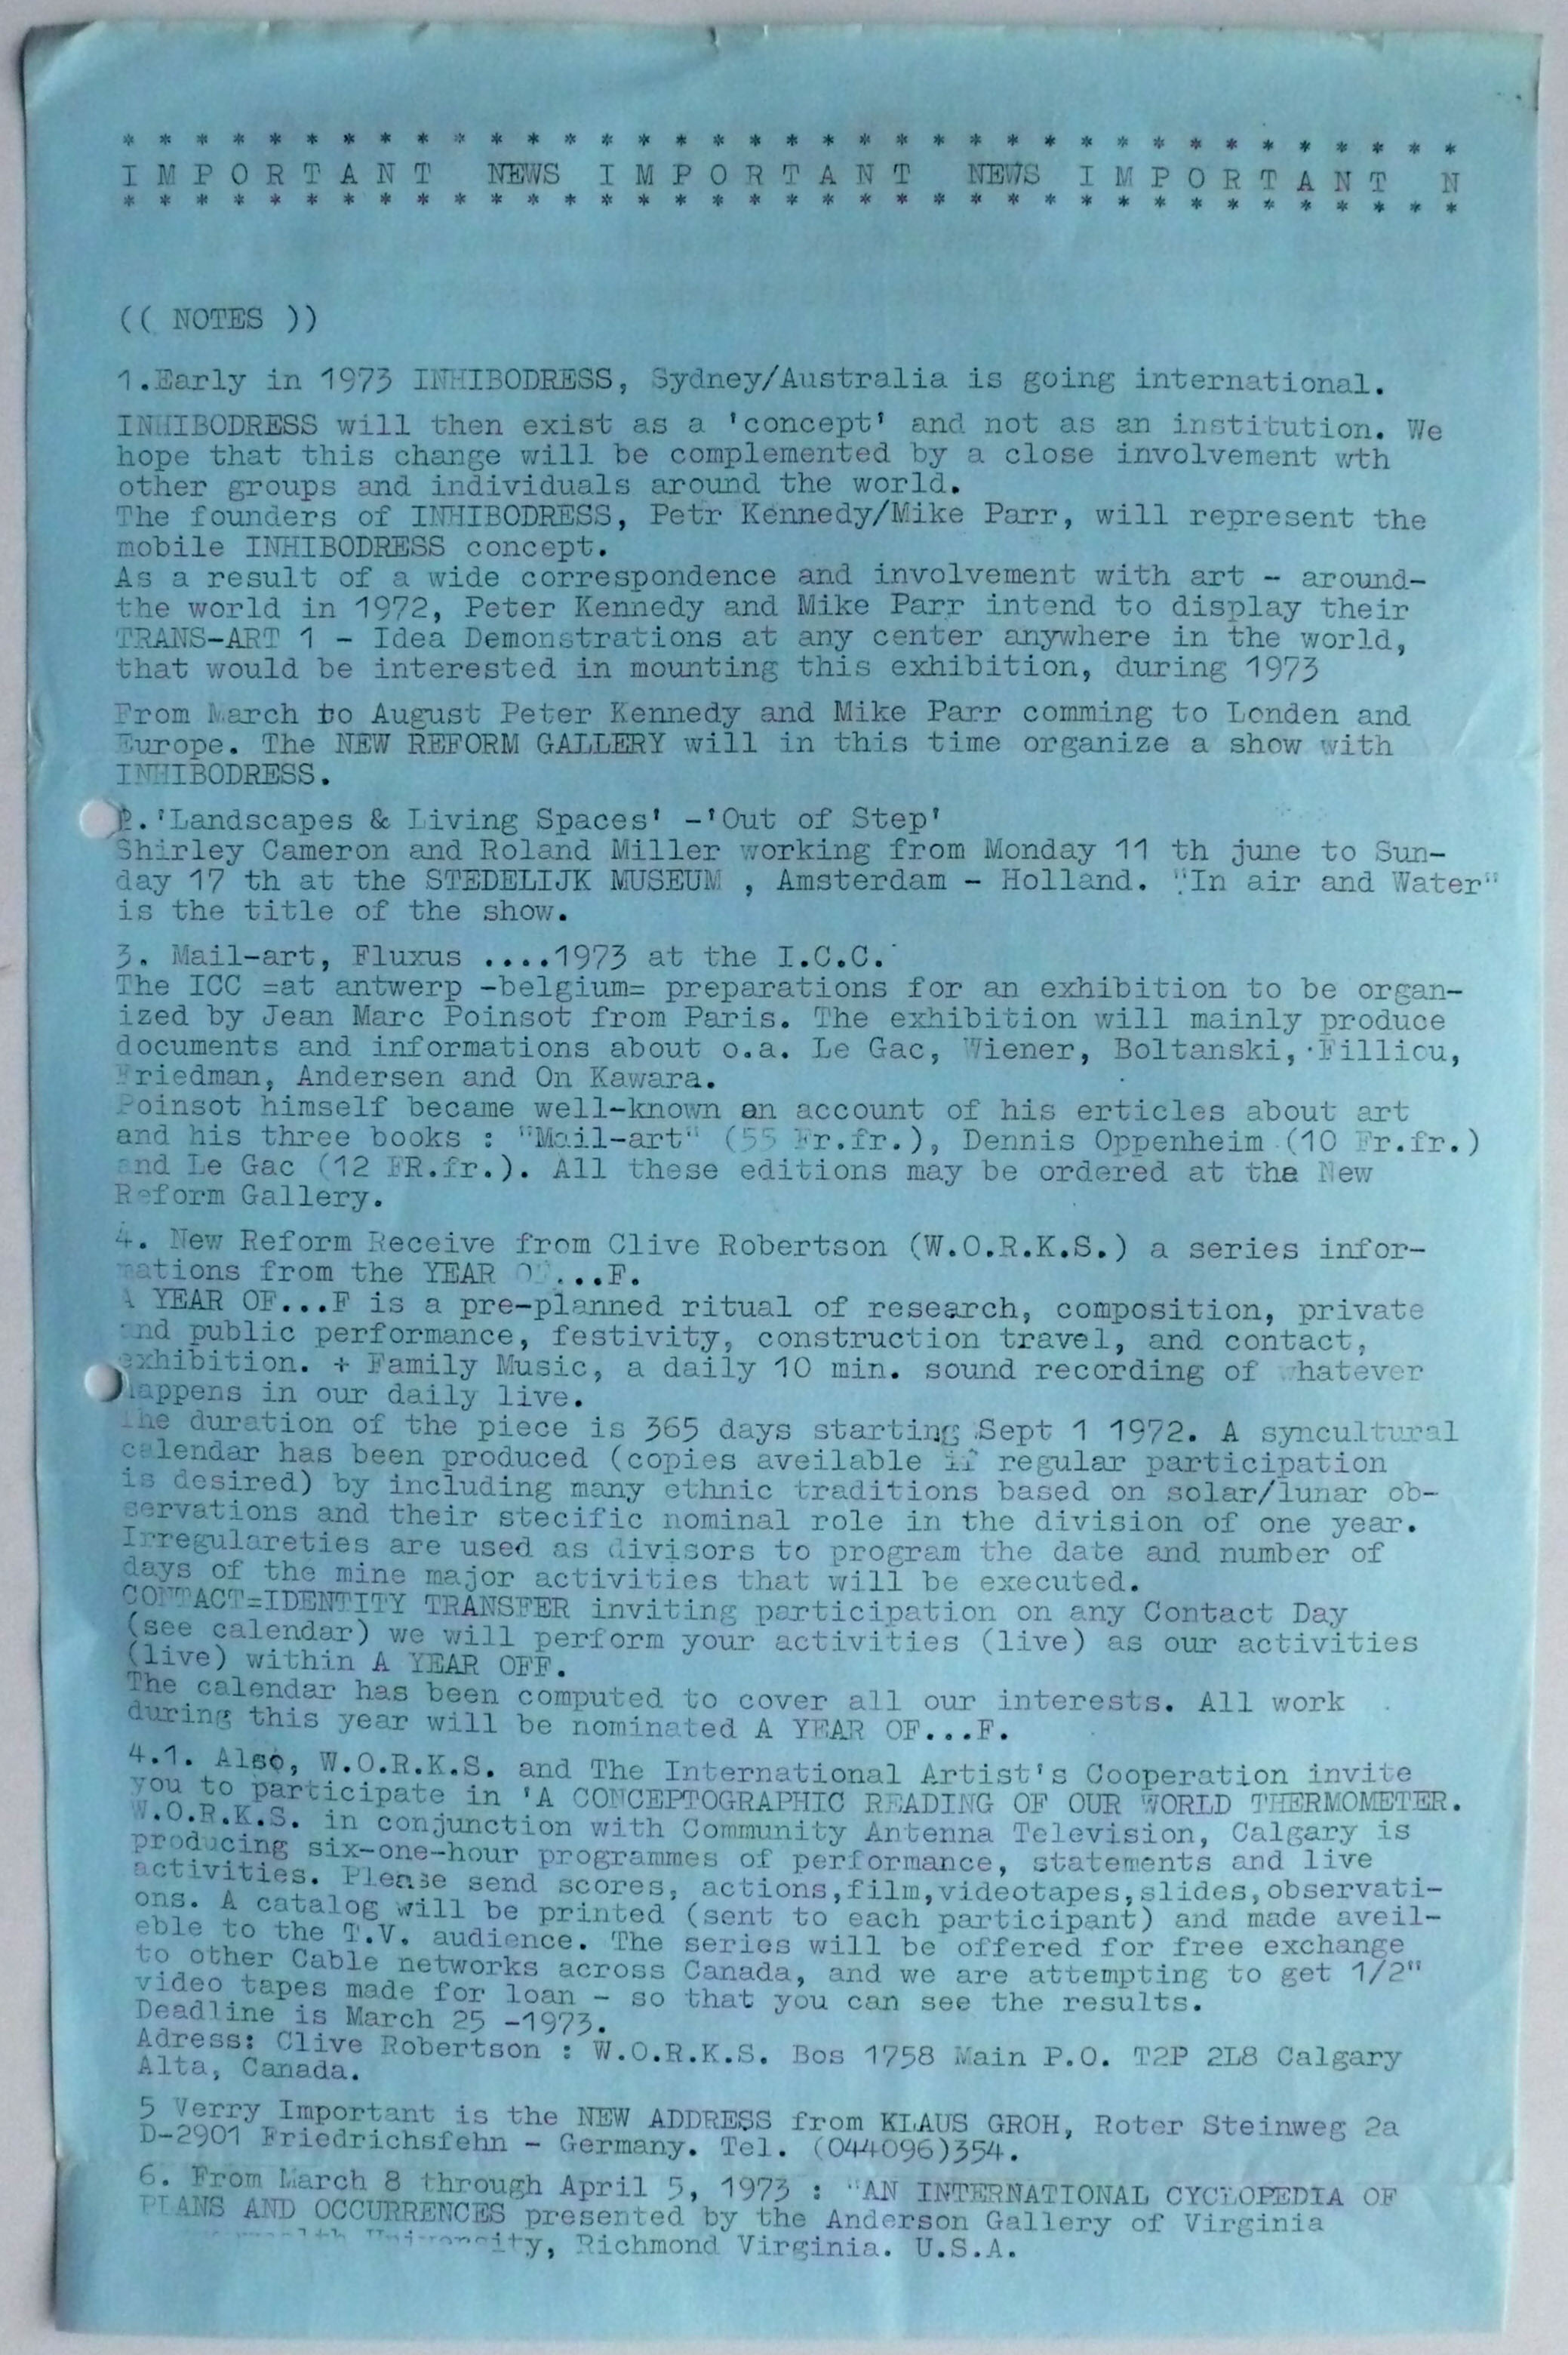 * * * * * * * * * * * * * * * * * * * * * * * * * * * * * * * * * * * * *
I M P O R T A N T  NEWS  I M P O R T A N T  NEWS  I M P O R T A N T  N
* * * * * * * * * * * * * * * * * * * * * * * * * * * * * * * * * * * * *
(( NOTES ))
1.Early in 1973 INHIBODRESS, Sydney/Australia is going international.
INHIBODRESS will then exist as a 'concept' and not as an institution. We
hope that this change will be complemented by a close involvement wth
other groups and individuals around the world.
The founders of INHIBODRESS, Petr Kennedy/Mike Parr, will represent the
mobile INHIBODRESS concept.
As a result of a wide correspondence and involvement with art - around-
the world in 1972, Peter Kennedy and Mike Parr intend to display their
TRANS-ART 1 - Idea Demonstrations at any center anywhere in the world,
that would be interested in mounting this exhibition, during 1973
From March to August Peter Kennedy and Mike Parr comming to Londen and
Europe. The NEW REFORM GALLERY will in this time organize a show with
INHIBODRESS.
2.'Landscapes & Living Spaces' -'Out of Step'
Shirley Cameron and Roland Miller working from Monday 11 th june to Sun-
day 17 th at the STEDELIJK MUSEUM , Amsterdam - Holland. "In air and Water"
is the title of the show.
3. Mail-art, Fluxus ....1973 at the I.C.C.
The ICC =at antwerp -belgium= preparations for an exhibition to be organ-
ized by Jean Marc Poinsot from Paris. The exhibition will mainly produce
documents and informations about o.a. Le Gac, Wiener, Boltanski, Filliou,
Friedman, Andersen and On Kawara.
Poinsot himself became well-known an account of his erticles about art
and his three books : "Mail-art" (55 Fr.fr.), Dennis Oppenheim (10 Fr.fr.)
and Le Gac (12 FR.fr.). All these editions may be ordered at the New
Reform Gallery.
4. New Reform Receive from Clive Robertson (W.O.R.K.S.) a series infor-
mations from the YEAR OF...F.
A YEAR OF...F is a pre-planned ritual of research, composition, private
and public performance, festivity, construction travel, and contact,
exhibition. + Family Music, a daily 10 min. sound recording of whatever
happens in our daily live.
The duration of the piece is 365 days starting Sept 1 1972. A syncultural
calendar has been produced (copies aveilable if regular participation
is desired) by including many ethnic traditions based on solar/lunar ob-
servations and their stecific nominal role in the division of one year.
Irregulareties are used as divisors to program the date and number of
days of the mine major activities that will be executed.
CONTACT=IDENTITY TRANSFER inviting participation on any Contact Day
(see calendar) we will perform your activities (live) as our activities
(live) within A YEAR OFF.
The calendar has been computed to cover all our interests. All work
during this year will be nominated A YEAR OF...F.
4.1. Also, W.O.R.K.S. and The International Artist's Cooperation invite
you to participate in 'A CONCEPTOGRAPHIC READING OF OUR WORLD THERMOMETER.
W.O.R.K.S. in conjunction with Community Antenna Television, Calgary is
producing six-one-hour programmes of performance, statements and live
activities. Please send scores, actions,film,videotapes,slides,observati-
ons. A catalog will be printed (sent to each participant) and made aveil-
eble to the T.V. audience. The series will be offered for free exchange
to other Cable networks across Canada, and we are attempting to get 1/2"
video tapes made for loan - so that you can see the results.
Deadline is March 25 -1973.
Adress: Clive Robertson : W.O.R.K.S. Bos 1758 Main P.O. T2P 2L8 Calgary
Alta, Canada.
5 Verry Important is the NEW ADDRESS from KLAUS GROH, Roter Steinweg 2a
D-2901 Friedrichsfehn - Germany. Tel. (044096)354.
6. From March 8 through April 5, 1973 : "AN INTERNATIONAL CYCLOPEDIA OF
PLANS AND OCCURRENCES presented by the Anderson Gallery of Virginia
University, Richmond Virginia. U.S.A.